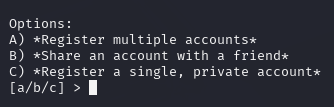 Options:
A) *Register multiple accounts*
B) *Share an account with a friend*
C) *Register a single, private account*
[a/b/c] >